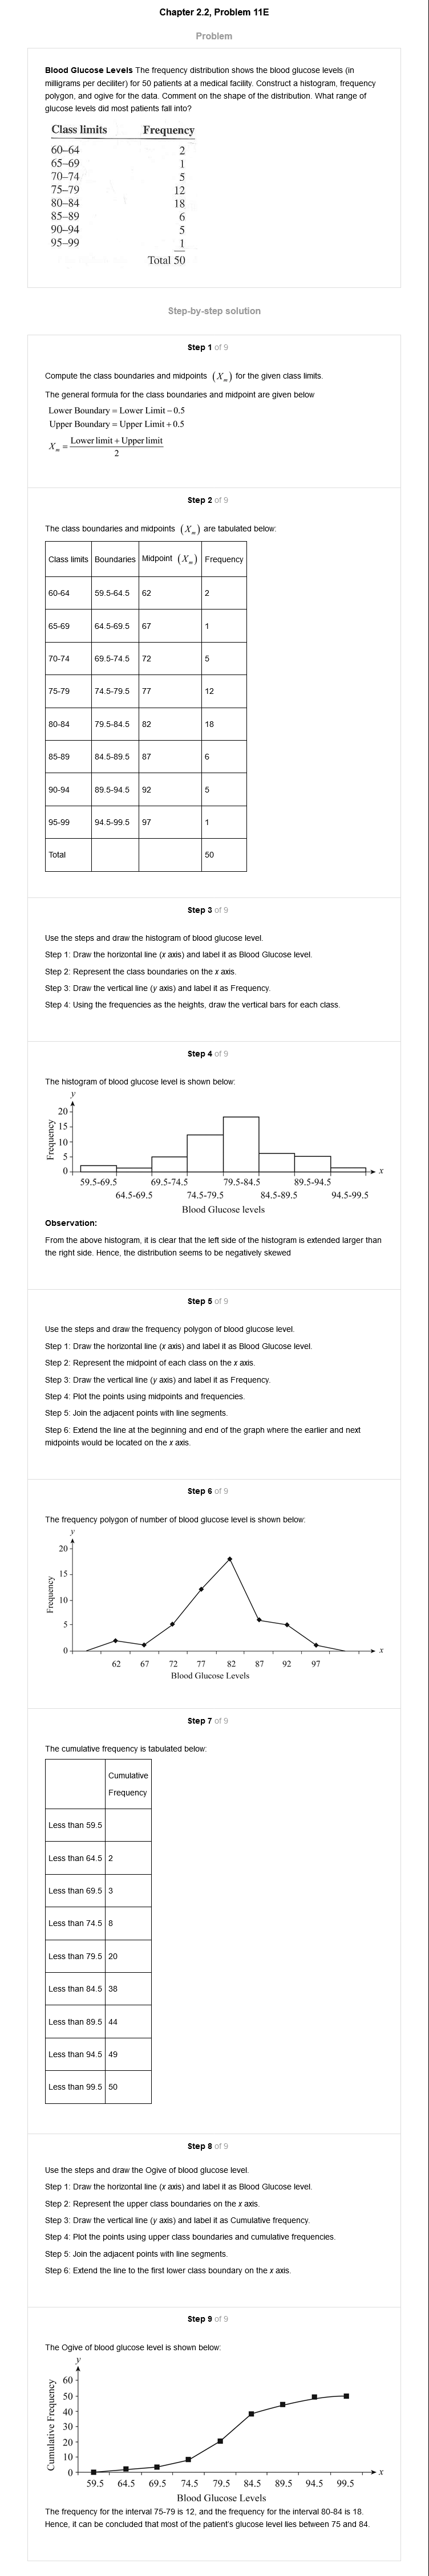 Chapter 2.2, Problem 11E
Problem
Blood Glucose Levels The frequency distribution shows the blood glucose levels (in
milligrams per deciliter) for 50 patients at a medical facility. Construct a histogram, frequency
polygon, and ogive for the data. Comment on the shape of the distribution. What range of
glucose levels did most patients fall into?
Class limits Frequency
60–64 2
65–69 1
70–74 5
75–79 12
80–84 18
85–89 6
90–94 5
95–99 1
Total 50
Step-by-step solution
Step 1 of 9
Compute the class boundaries and midpoints (Xm) for the given class limits.
The general formula for the class boundaries and midpoint are given below
Lower Boundary = Lower Limit − 0.5
Upper Boundary = Upper Limit + 0.5
Xm = Lower limit + Upper limit
2
Step 2 of 9
The class boundaries and midpoints (Xm) are tabulated below:
Class limits Boundaries Midpoint (Xm) Frequency
60-64 59.5-64.5 62 2
65-69 64.5-69.5 67 1
70-74 69.5-74.5 72 5
75-79 74.5-79.5 77 12
80-84 79.5-84.5 82 18
85-89 84.5-89.5 87 6
90-94 89.5-94.5 92 5
95-99 94.5-99.5 97 1
Total 50
Step 3 of 9
Use the steps and draw the histogram of blood glucose level.
Step 1: Draw the horizontal line (x axis) and label it as Blood Glucose level.
Step 2: Represent the class boundaries on the x axis.
Step 3: Draw the vertical line (y axis) and label it as Frequency.
Step 4: Using the frequencies as the heights, draw the vertical bars for each class.
Step 4 of 9
The histogram of blood glucose level is shown below:
y
20
15
10
5
0
Frequency
x
59.5-69.5 69.5-74.5 79.5-84.5 89.5-94.5
64.5-69.5 74.5-79.5 84.5-89.5 94.5-99.5
Blood Glucose levels
Observation:
From the above histogram, it is clear that the left side of the histogram is extended larger than
the right side. Hence, the distribution seems to be negatively skewed
Step 5 of 9
Use the steps and draw the frequency polygon of blood glucose level.
Step 1: Draw the horizontal line (x axis) and label it as Blood Glucose level.
Step 2: Represent the midpoint of each class on the x axis.
Step 3: Draw the vertical line (y axis) and label it as Frequency.
Step 4: Plot the points using midpoints and frequencies.
Step 5: Join the adjacent points with line segments.
Step 6: Extend the line at the beginning and end of the graph where the earlier and next
midpoints would be located on the x axis.
Step 6 of 9
The frequency polygon of number of blood glucose level is shown below:
y
20
15
10
5
0
Frequency
x
62 67 72 77 82 87 92 97
Blood Glucose Levels
Step 7 of 9
The cumulative frequency is tabulated below:
Cumulative
Frequency
Less than 59.5
Less than 64.5 2
Less than 69.5 3
Less than 74.5 8
Less than 79.5 20
Less than 84.5 38
Less than 89.5 44
Less than 94.5 49
Less than 99.5 50
Step 8 of 9
Use the steps and draw the Ogive of blood glucose level.
Step 1: Draw the horizontal line (x axis) and label it as Blood Glucose level.
Step 2: Represent the upper class boundaries on the x axis.
Step 3: Draw the vertical line (y axis) and label it as Cumulative frequency.
Step 4: Plot the points using upper class boundaries and cumulative frequencies.
Step 5: Join the adjacent points with line segments.
Step 6: Extend the line to the first lower class boundary on the x axis.
Step 9 of 9
The Ogive of blood glucose level is shown below:
y
60
50
40
30
20
10
0
Cumulative Frequency
x
59.5 64.5 69.5 74.5 79.5 84.5 89.5 94.5 99.5
Blood Glucose Levels
The frequency for the interval 75-79 is 12, and the frequency for the interval 80-84 is 18.
Hence, it can be concluded that most of the patient's glucose level lies between 75 and 84.